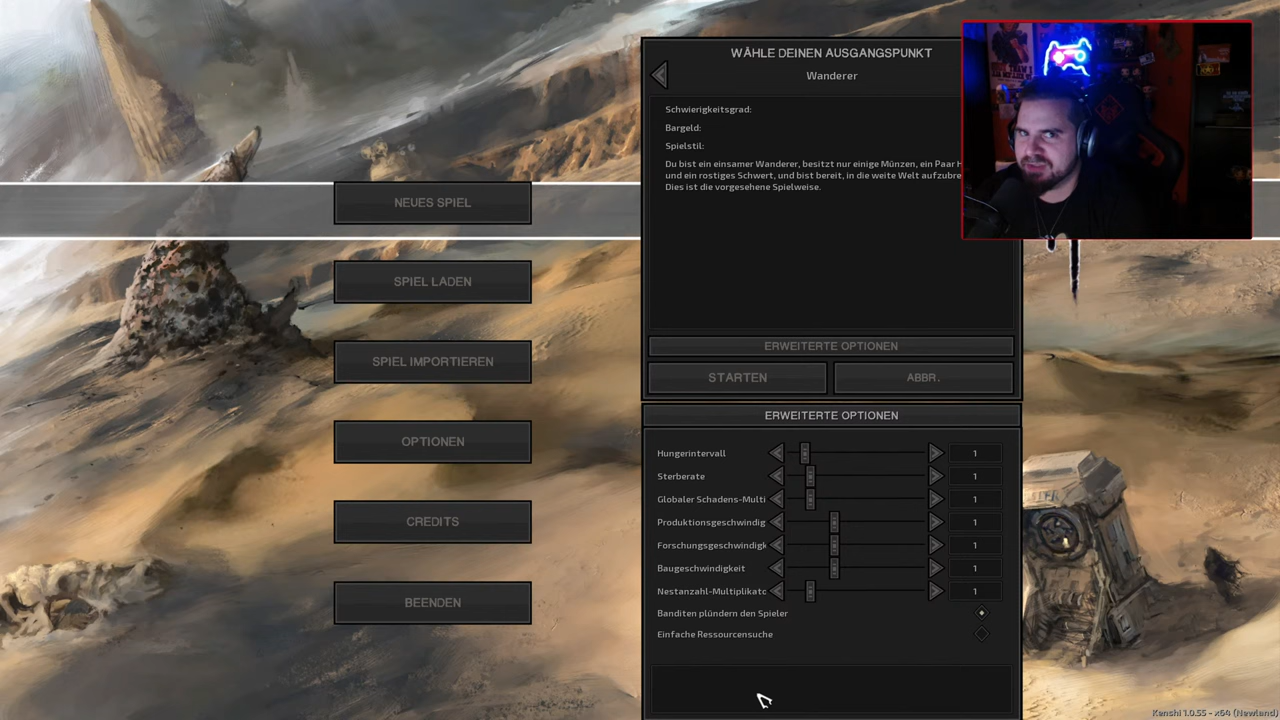 WÄHLE DEINEN AUSGANGSPUNKT
Wanderer
Schwierigkeitsgrad:
Bargeld:
Spielstil:
Du bist ein einsamer Wanderer, besitzt nur einige Münzen, ein Paar
und ein rostiges Schwert, und bist bereit, in die weite Welt
Dies ist die vorgesehene Spielweise.
ERWEITERTE OPTIONEN
STARTEN
ABBR.
NEUES SPIEL
SPIEL LADEN
SPIEL IMPORTIEREN
OPTIONEN
CREDITS
BEENDEN
ERWEITERTE OPTIONEN
Hungerintervall 1
Sterberate 1
Globaler Schadens-Multi 1
Produktionsgeschwindig 1
Forschungsgeschwindigk 1
Baugeschwindigkeit 1
Nestanzahl-Multiplikatc 1
Banditen plündern den Spieler
Einfache Ressourcensuche
Kenshi 1.0.55 - x64 (Newland)